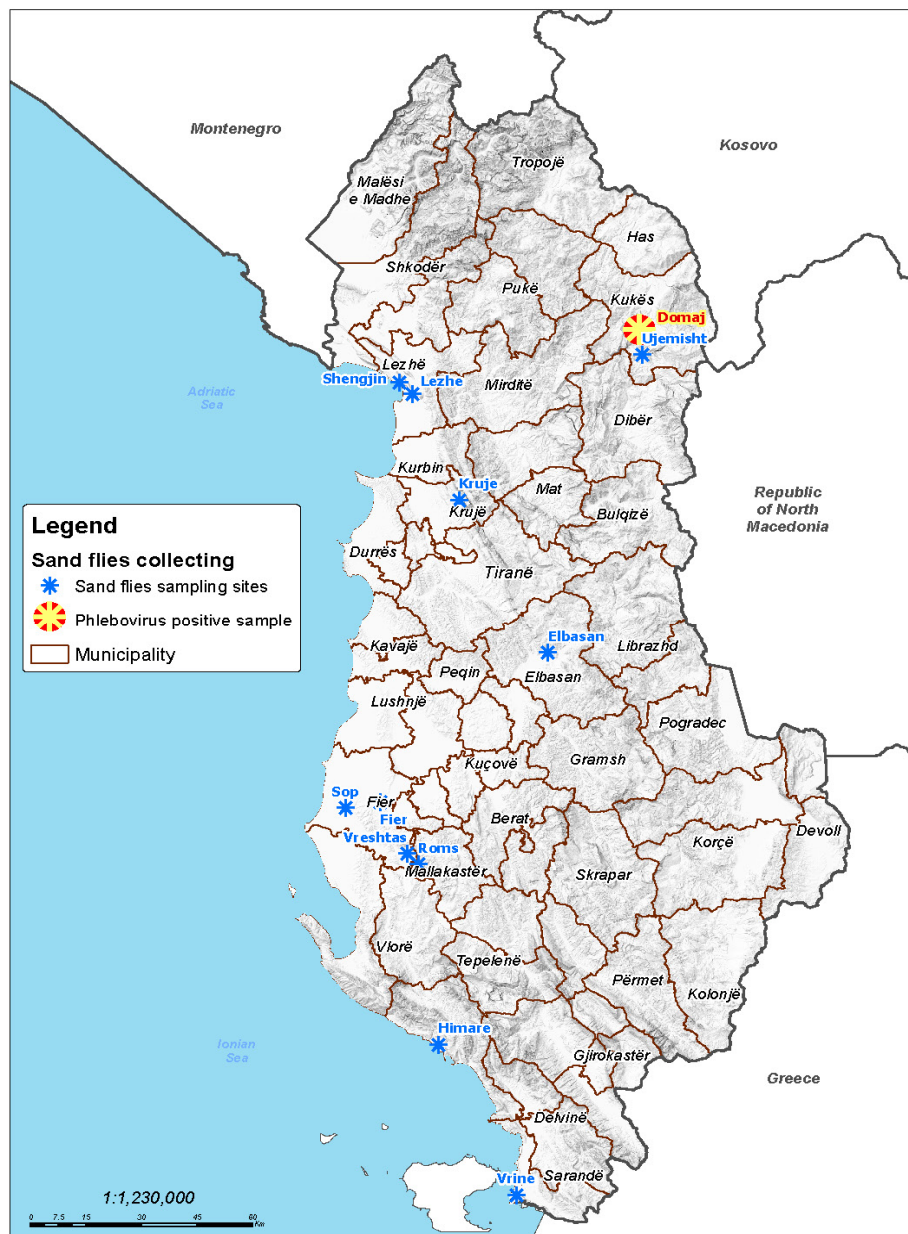 Montenegro
Kosovo
Tropojë
Malësi
e Madhe
Has
Shkodër
Pukë
Kukës
Domaj
Ujemisht
Lezhë
Shengjin
Lezhe
Mirditë
Adriatic
Sea
Dibër
Kurbin
Kruje
Mat
Krujë
Bulqizë
Republic
of North
Macedonia
Legend
Sand flies collecting
Sand flies sampling sites
Phlebovirus positive sample
Municipality
Durrës
Tiranë
Elbasan
Kavajë
Librazhd
Peqin
Elbasan
Lushnjë
Pogradec
Kuçovë
Gramsh
Sop
Fier
Fier
Berat
Devoll
Vreshtas
Roms
Korçë
Mallakastër
Skrapar
Vlorë
Tepelenë
Përmet
Kolonjë
Himare
Ionian
Sea
Gjirokastër
Greece
Delvinë
Vrine
Sarandë
1:1,230,000
0 7.5 15 30 45 60
Km